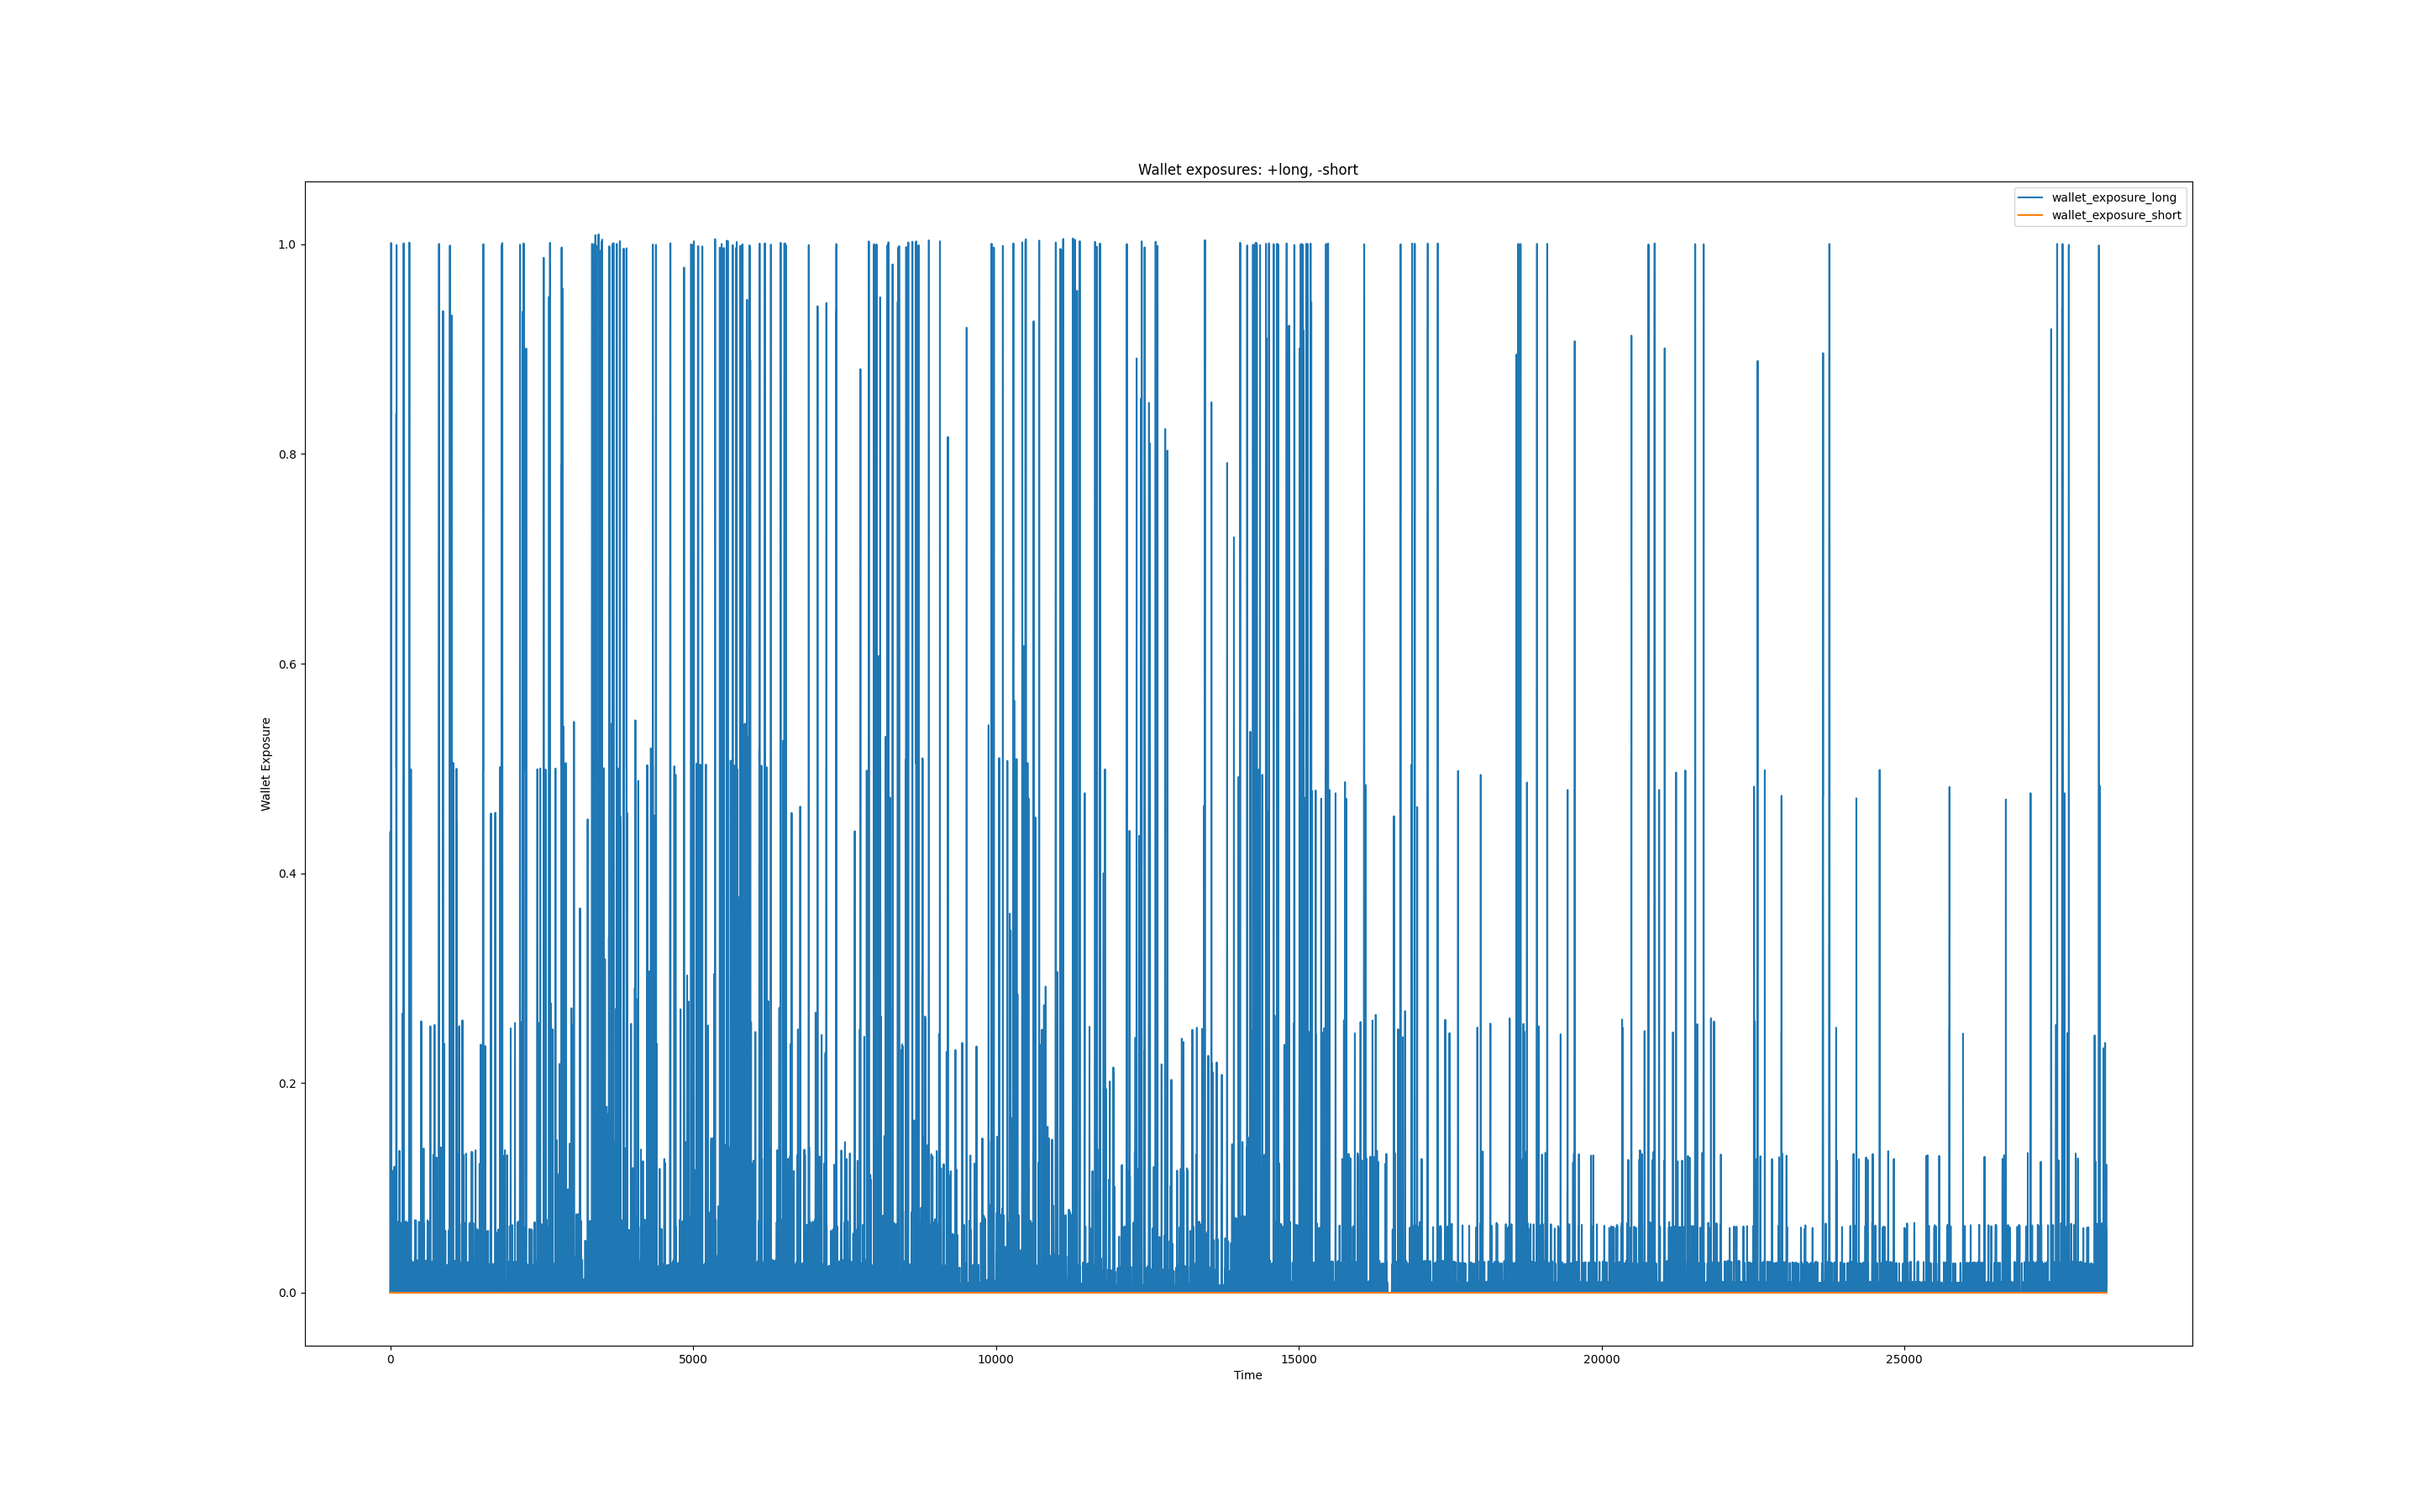 Wallet exposures: +long, -short
wallet_exposure_long
wallet_exposure_short
1.0
0.8
0.6
0.4
0.2
0.0
Wallet Exposure
0 5000 10000 15000 20000 25000
Time